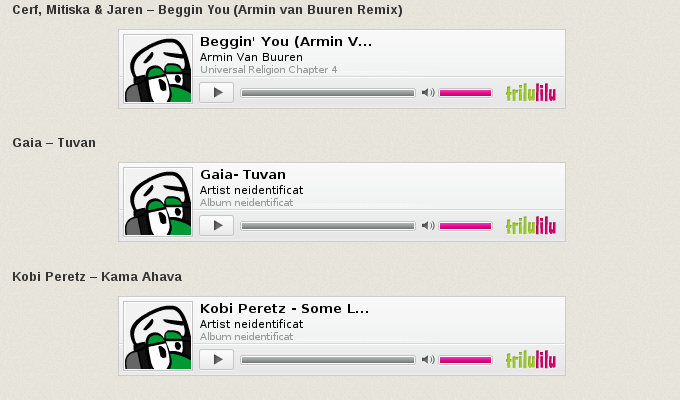 Cerf, Mitiska & Jaren – Beggin You (Armin van Buuren Remix)
Beggin' You (Armin V...
Armin Van Buuren
Universal Religion Chapter 4
trilulilu
Gaia – Tuvan
Gaia- Tuvan
Artist neidentificat
Album neidentificat
trilulilu
Kobi Peretz – Kama Ahava
Kobi Peretz - Some L...
Artist neidentificat
Album neidentificat
trilulilu